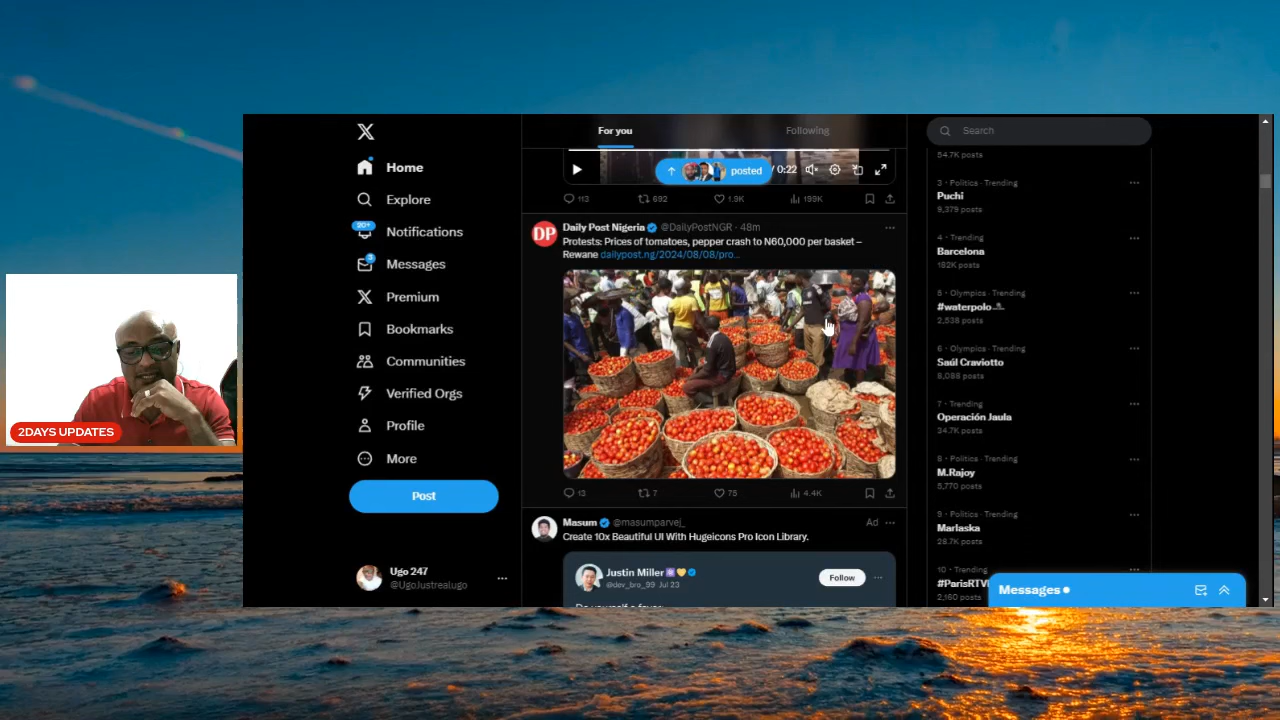 2DAYS UPDATES
Home
Explore
20+
Notifications
3
Messages
Premium
Bookmarks
Communities
Verified Orgs
Profile
More
Post
Ugo 247
@UgoJustrealugo
For you
Following
posted
/ 0:22
113
692
1.9K
199K
DP
Daily Post Nigeria @DailyPostNGR · 48m
Protests: Prices of tomatoes, pepper crash to N60,000 per basket –
Rewane dailypost.ng/2024/08/08/pro...
13
7
75
4.4K
Masum @masumparvej_
Ad
Create 10x Beautiful UI With Hugeicons Pro Icon Library.
Justin Miller
@dev_bro_99 Jul 23
Follow
Search
54.7K posts
3 · Politics · Trending
Puchi
9,379 posts
4 · Trending
Barcelona
182K posts
5 · Olympics · Trending
#waterpolo
2,538 posts
6 · Olympics · Trending
Saúl Craviotto
8,088 posts
7 · Trending
Operación Jaula
34.7K posts
8 · Politics · Trending
M.Rajoy
5,770 posts
9 · Politics · Trending
Marlaska
28.7K posts
10 · Trending
#ParisRTV
2,160 posts
Messages